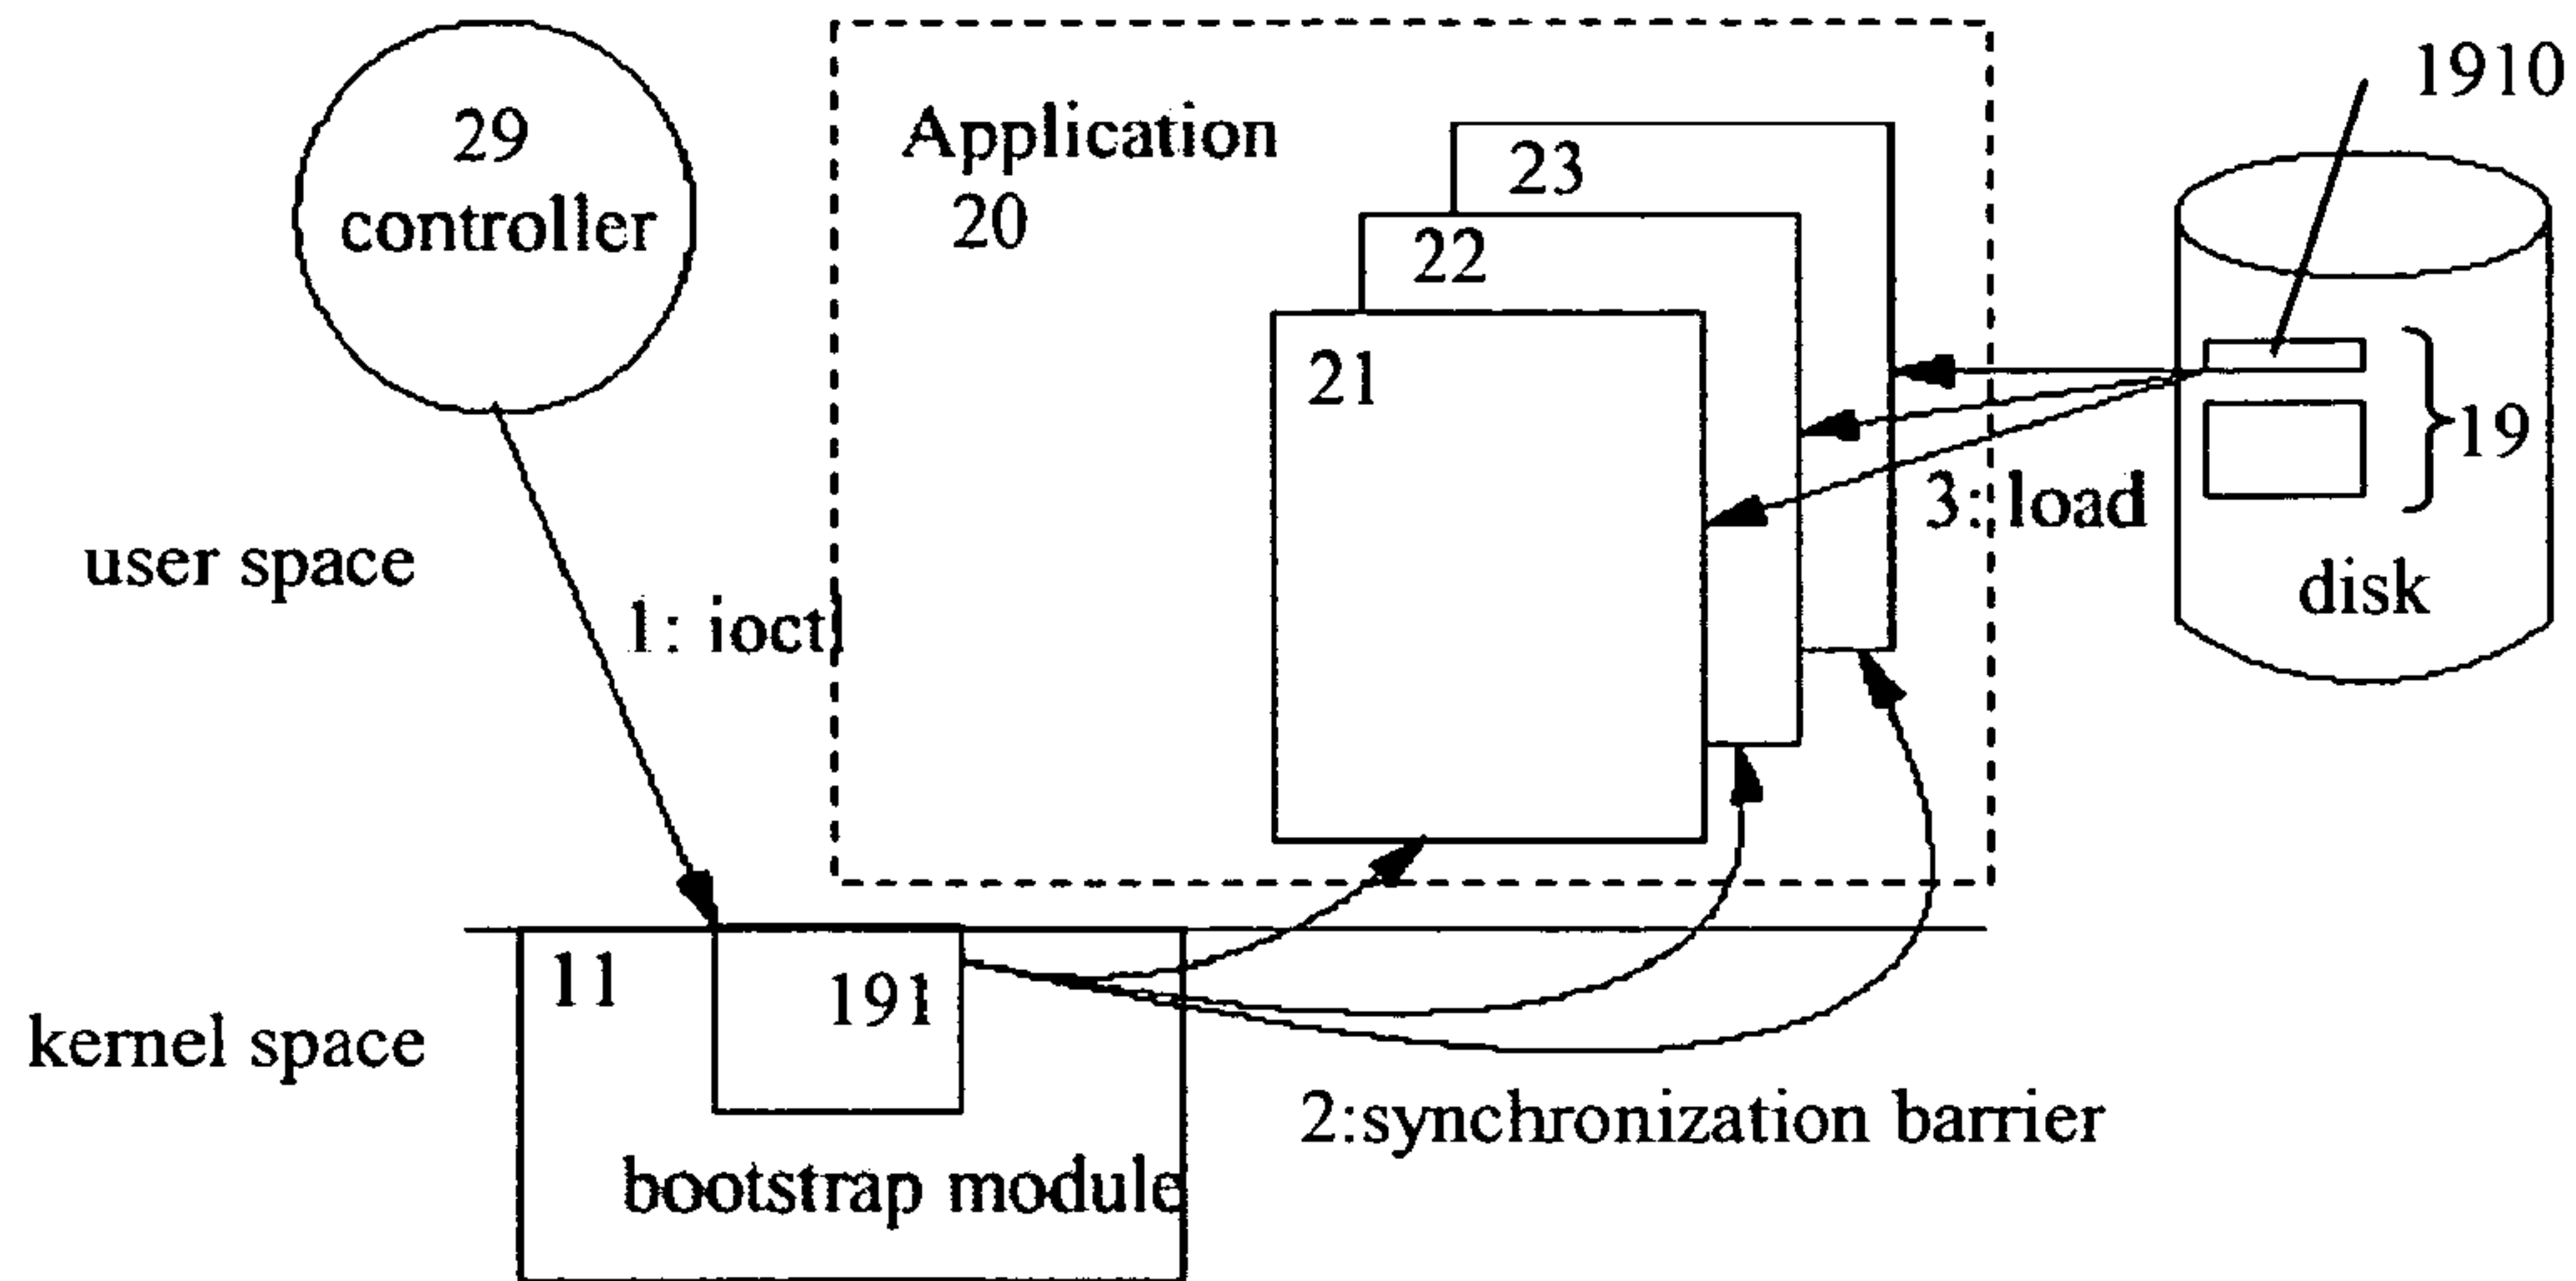 29
controller
Application
20
23
22
21
1910
19
disk
3: load
user space
1: ioctl
11
191
kernel space
bootstrap module
2:synchronization barrier